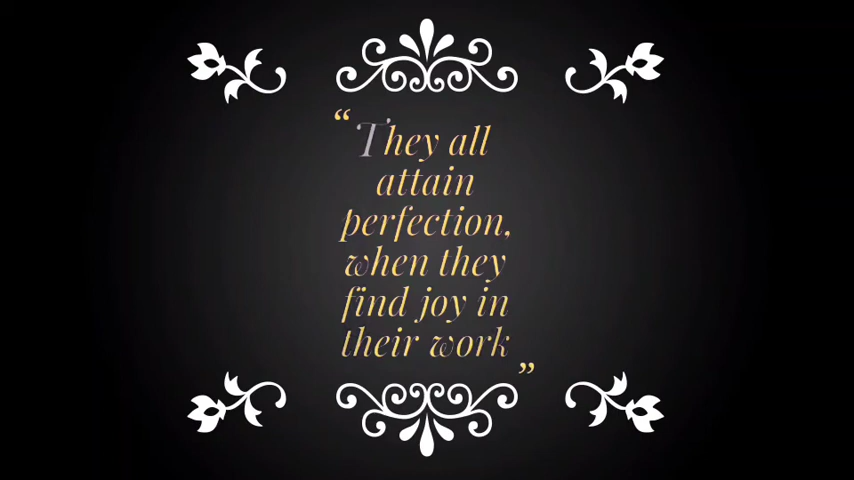 “They all
attain
perfection,
when they
find joy in
their work”